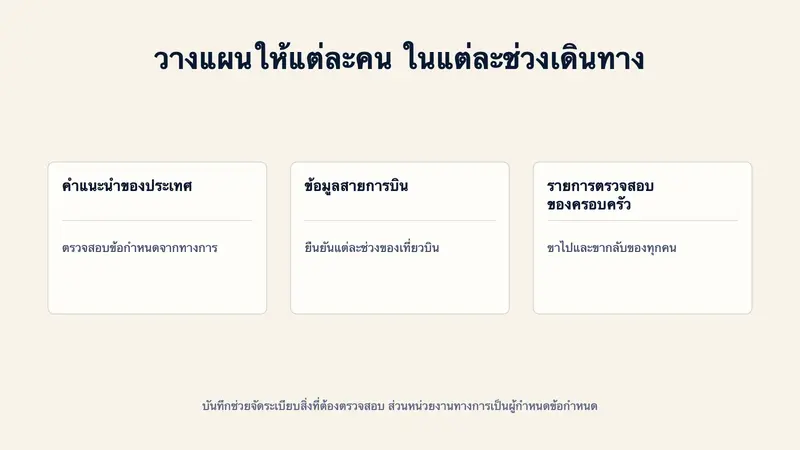 วางแผนให้แต่ละคน ในแต่ละช่วงเดินทาง
คำแนะนำของประเทศ
ตรวจสอบข้อกำหนดจากทางการ
ข้อมูลสายการบิน
ยืนยันแต่ละช่วงของเที่ยวบิน
รายการตรวจสอบ
ของครอบครัว
ขาไปและขากลับของทุกคน
บันทึกช่วยจัดระเบียบสิ่งที่ต้องตรวจสอบ ส่วนหน่วยงานทางการเป็นผู้กำหนดข้อกำหนด